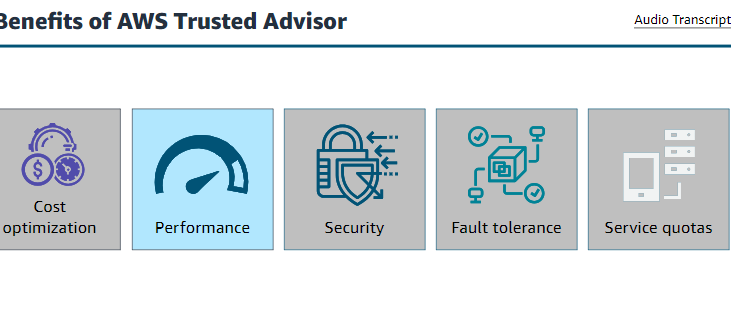 Benefits of AWS Trusted Advisor
Audio Transcript
Cost
optimization
Performance
Security
Fault tolerance
Service quotas